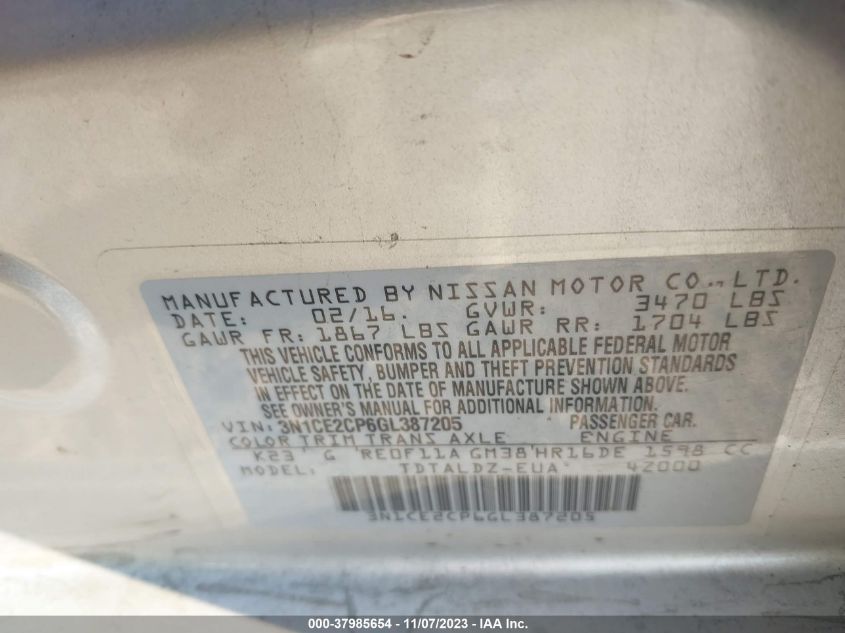 MANUFACTURED BY NISSAN MOTOR CO., LTD.
DATE: 02/16. GVWR: 3470 LBS
GAWR FR: 1867 LBS GAWR RR: 1704 LBS
THIS VEHICLE CONFORMS TO ALL APPLICABLE FEDERAL MOTOR
VEHICLE SAFETY, BUMPER AND THEFT PREVENTION STANDARDS
IN EFFECT ON THE DATE OF MANUFACTURE SHOWN ABOVE.
SEE OWNER'S MANUAL FOR ADDITIONAL INFORMATION.
VIN: 3N1CE2CP6GL387205 PASSENGER CAR.
COLOR TRIM TRANS AXLE ENGINE
K23 G RE0F11A GM38 HR16DE 1598 CC
MODEL: TDTALDZ-EUA 42000
3N1CE2CP6GL387205
000-37985654 | 11/07/2023 | IAA Inc.